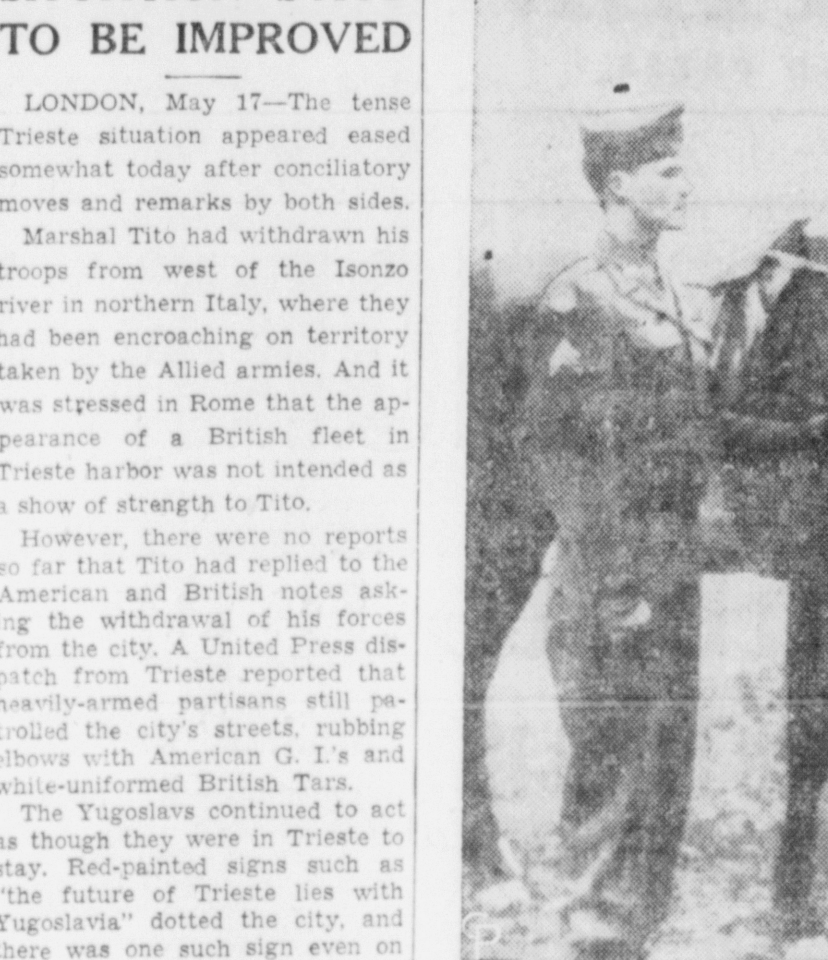 TO BE IMPROVED
LONDON, May 17—The tense
Trieste situation appeared eased
somewhat today after conciliatory
moves and remarks by both sides.
Marshal Tito had withdrawn his
troops from west of the Isonzo
river in northern Italy, where they
had been encroaching on territory
taken by the Allied armies. And it
was stressed in Rome that the ap-
pearance of a British fleet in
Trieste harbor was not intended as
a show of strength to Tito.
However, there were no reports
so far that Tito had replied to the
American and British notes ask-
ing the withdrawal of his forces
from the city. A United Press dis-
patch from Trieste reported that
heavily-armed partisans still pa-
trolled the city's streets, rubbing
elbows with American G. I.'s and
white-uniformed British Tars.
The Yugoslavs continued to act
as though they were in Trieste to
stay. Red-painted signs such as
"the future of Trieste lies with
Yugoslavia" dotted the city, and
there was one such sign even on